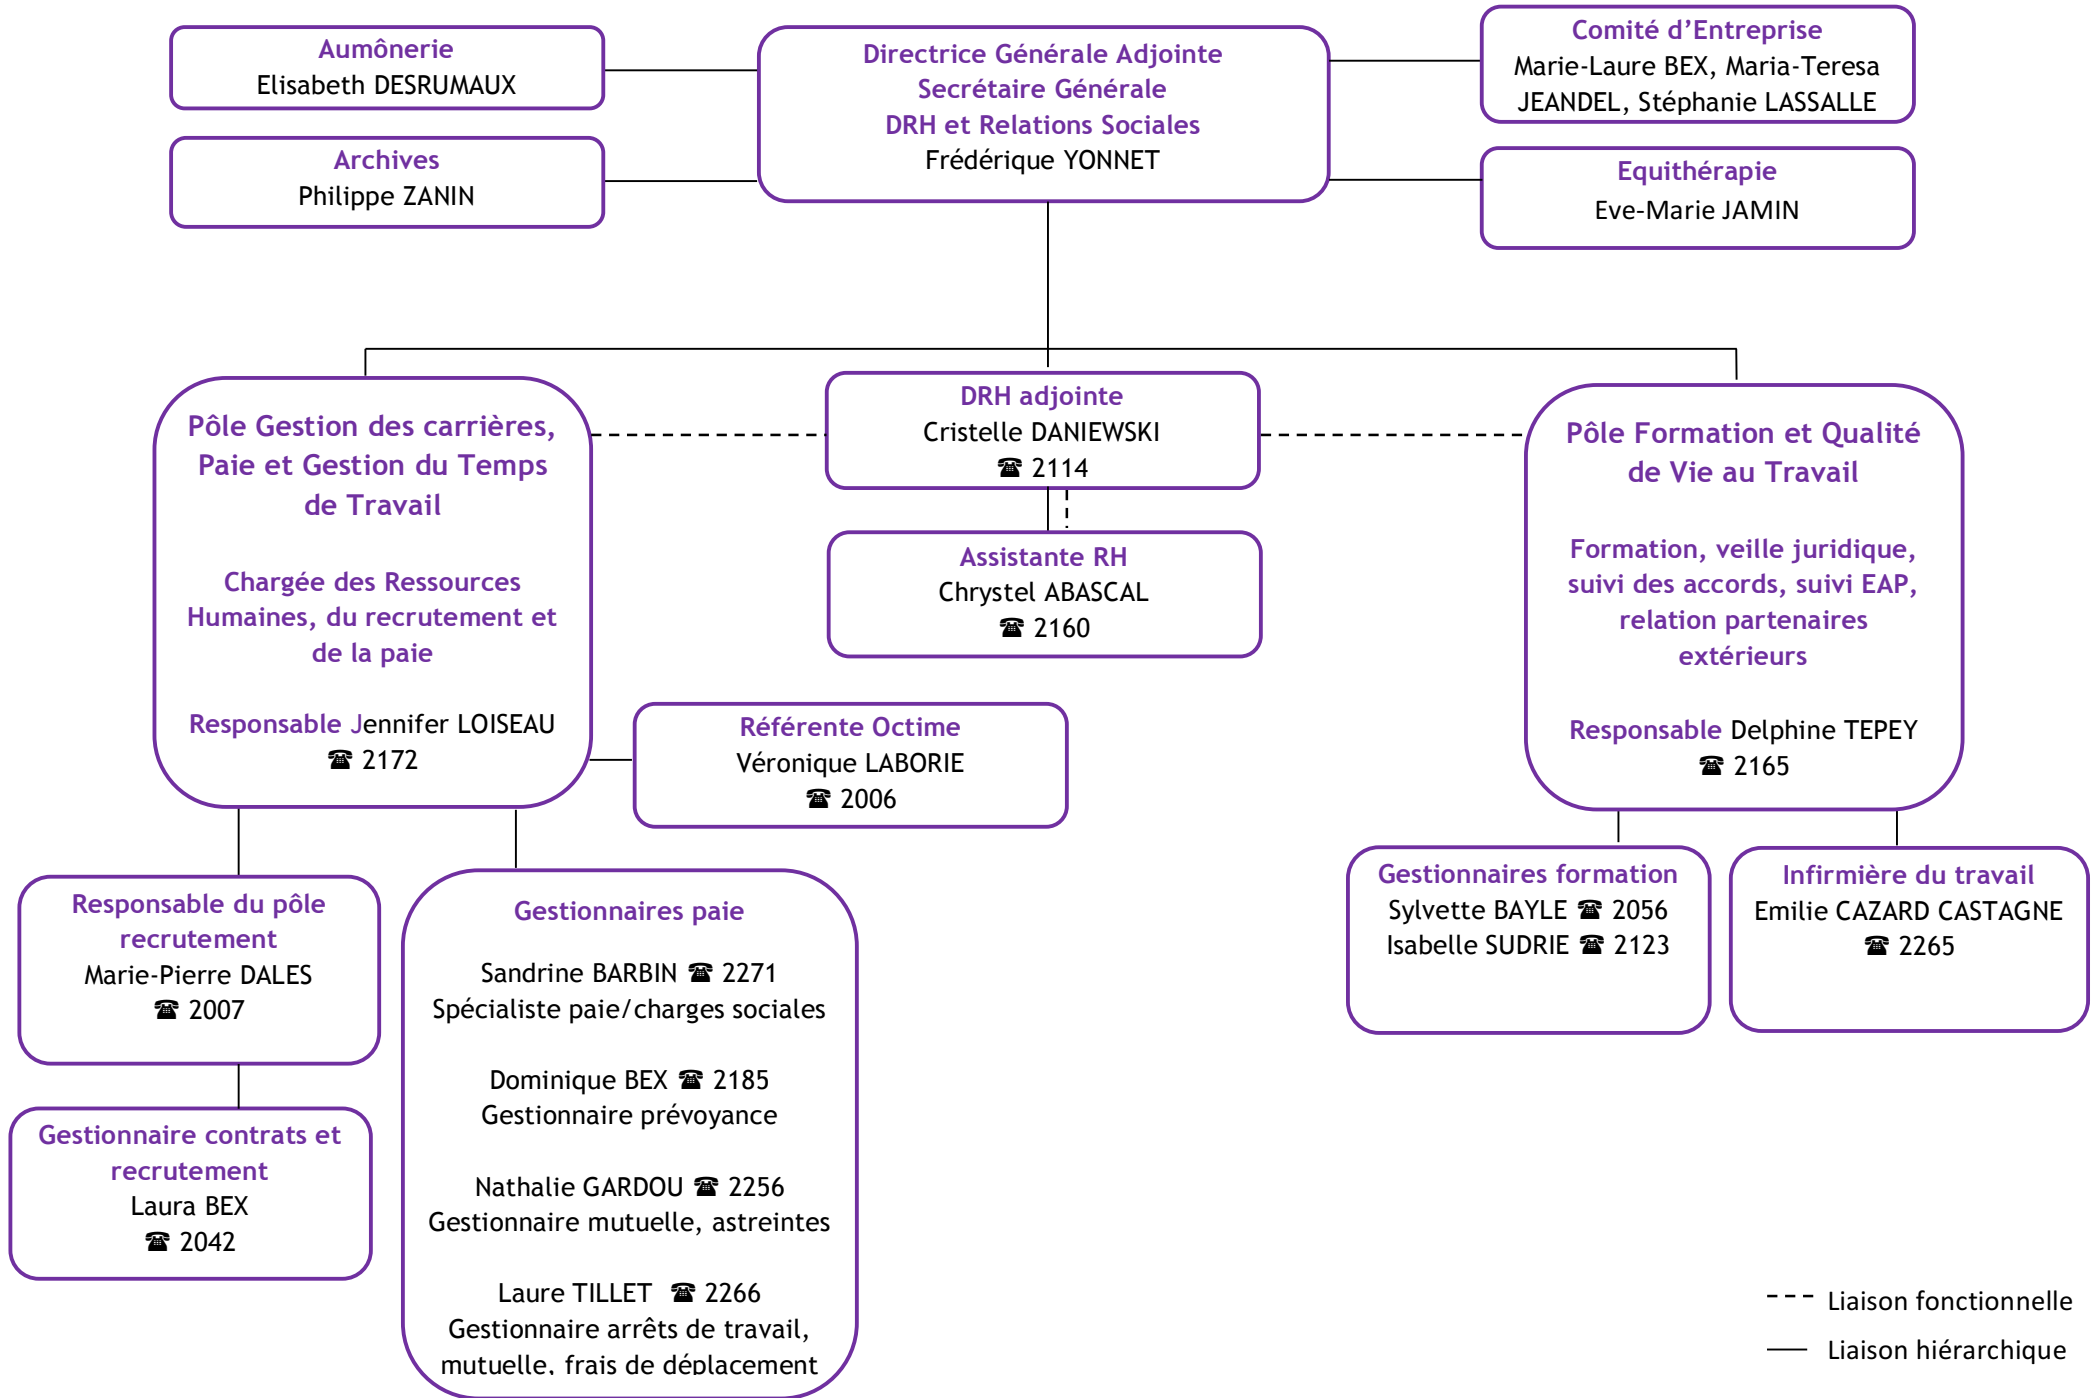 Aumônerie
Elisabeth DESRUMAUX
Archives
Philippe ZANIN
Directrice Générale Adjointe
Secrétaire Générale
DRH et Relations Sociales
Frédérique YONNET
Comité d’Entreprise
Marie-Laure BEX, Maria-Teresa
JEANDEL, Stéphanie LASSALLE
Equithérapie
Eve-Marie JAMIN
Pôle Gestion des carrières,
Paie et Gestion du Temps
de Travail
Chargée des Ressources
Humaines, du recrutement et
de la paie
Responsable Jennifer LOISEAU
☎ 2172
DRH adjointe
Cristelle DANIEWSKI
☎ 2114
Assistante RH
Chrystel ABASCAL
☎ 2160
Pôle Formation et Qualité
de Vie au Travail
Formation, veille juridique,
suivi des accords, suivi EAP,
relation partenaires
extérieurs
Responsable Delphine TEPEY
☎ 2165
Référente Octime
Véronique LABORIE
☎ 2006
Responsable du pôle
recrutement
Marie-Pierre DALES
☎ 2007
Gestionnaire contrats et
recrutement
Laura BEX
☎ 2042
Gestionnaires paie
Sandrine BARBIN ☎ 2271
Spécialiste paie/charges sociales
Dominique BEX ☎ 2185
Gestionnaire prévoyance
Nathalie GARDOU ☎ 2256
Gestionnaire mutuelle, astreintes
Laure TILLET ☎ 2266
Gestionnaire arrêts de travail,
mutuelle, frais de déplacement
Gestionnaires formation
Sylvette BAYLE ☎ 2056
Isabelle SUDRIE ☎ 2123
Infirmière du travail
Emilie CAZARD CASTAGNE
☎ 2265
Liaison fonctionnelle
Liaison hiérarchique